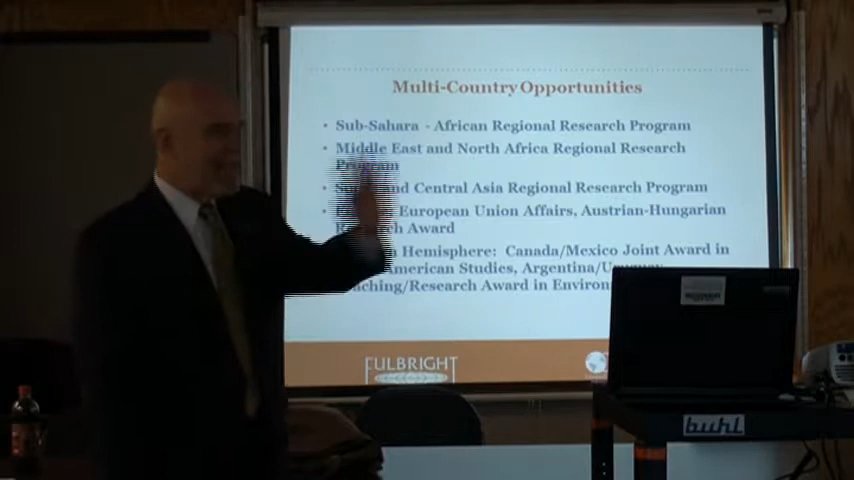 Multi-Country Opportunities
• Sub-Sahara - African Regional Research Program
• Middle East and North Africa Regional Research
Program
• and Central Asia Regional Research Program
• European Union Affairs, Austrian-Hungarian
Award
Hemisphere: Canada/Mexico Joint Award in
American Studies, Argentina/Uruguay
Teaching/Research Award in
FULBRIGHT
buhl